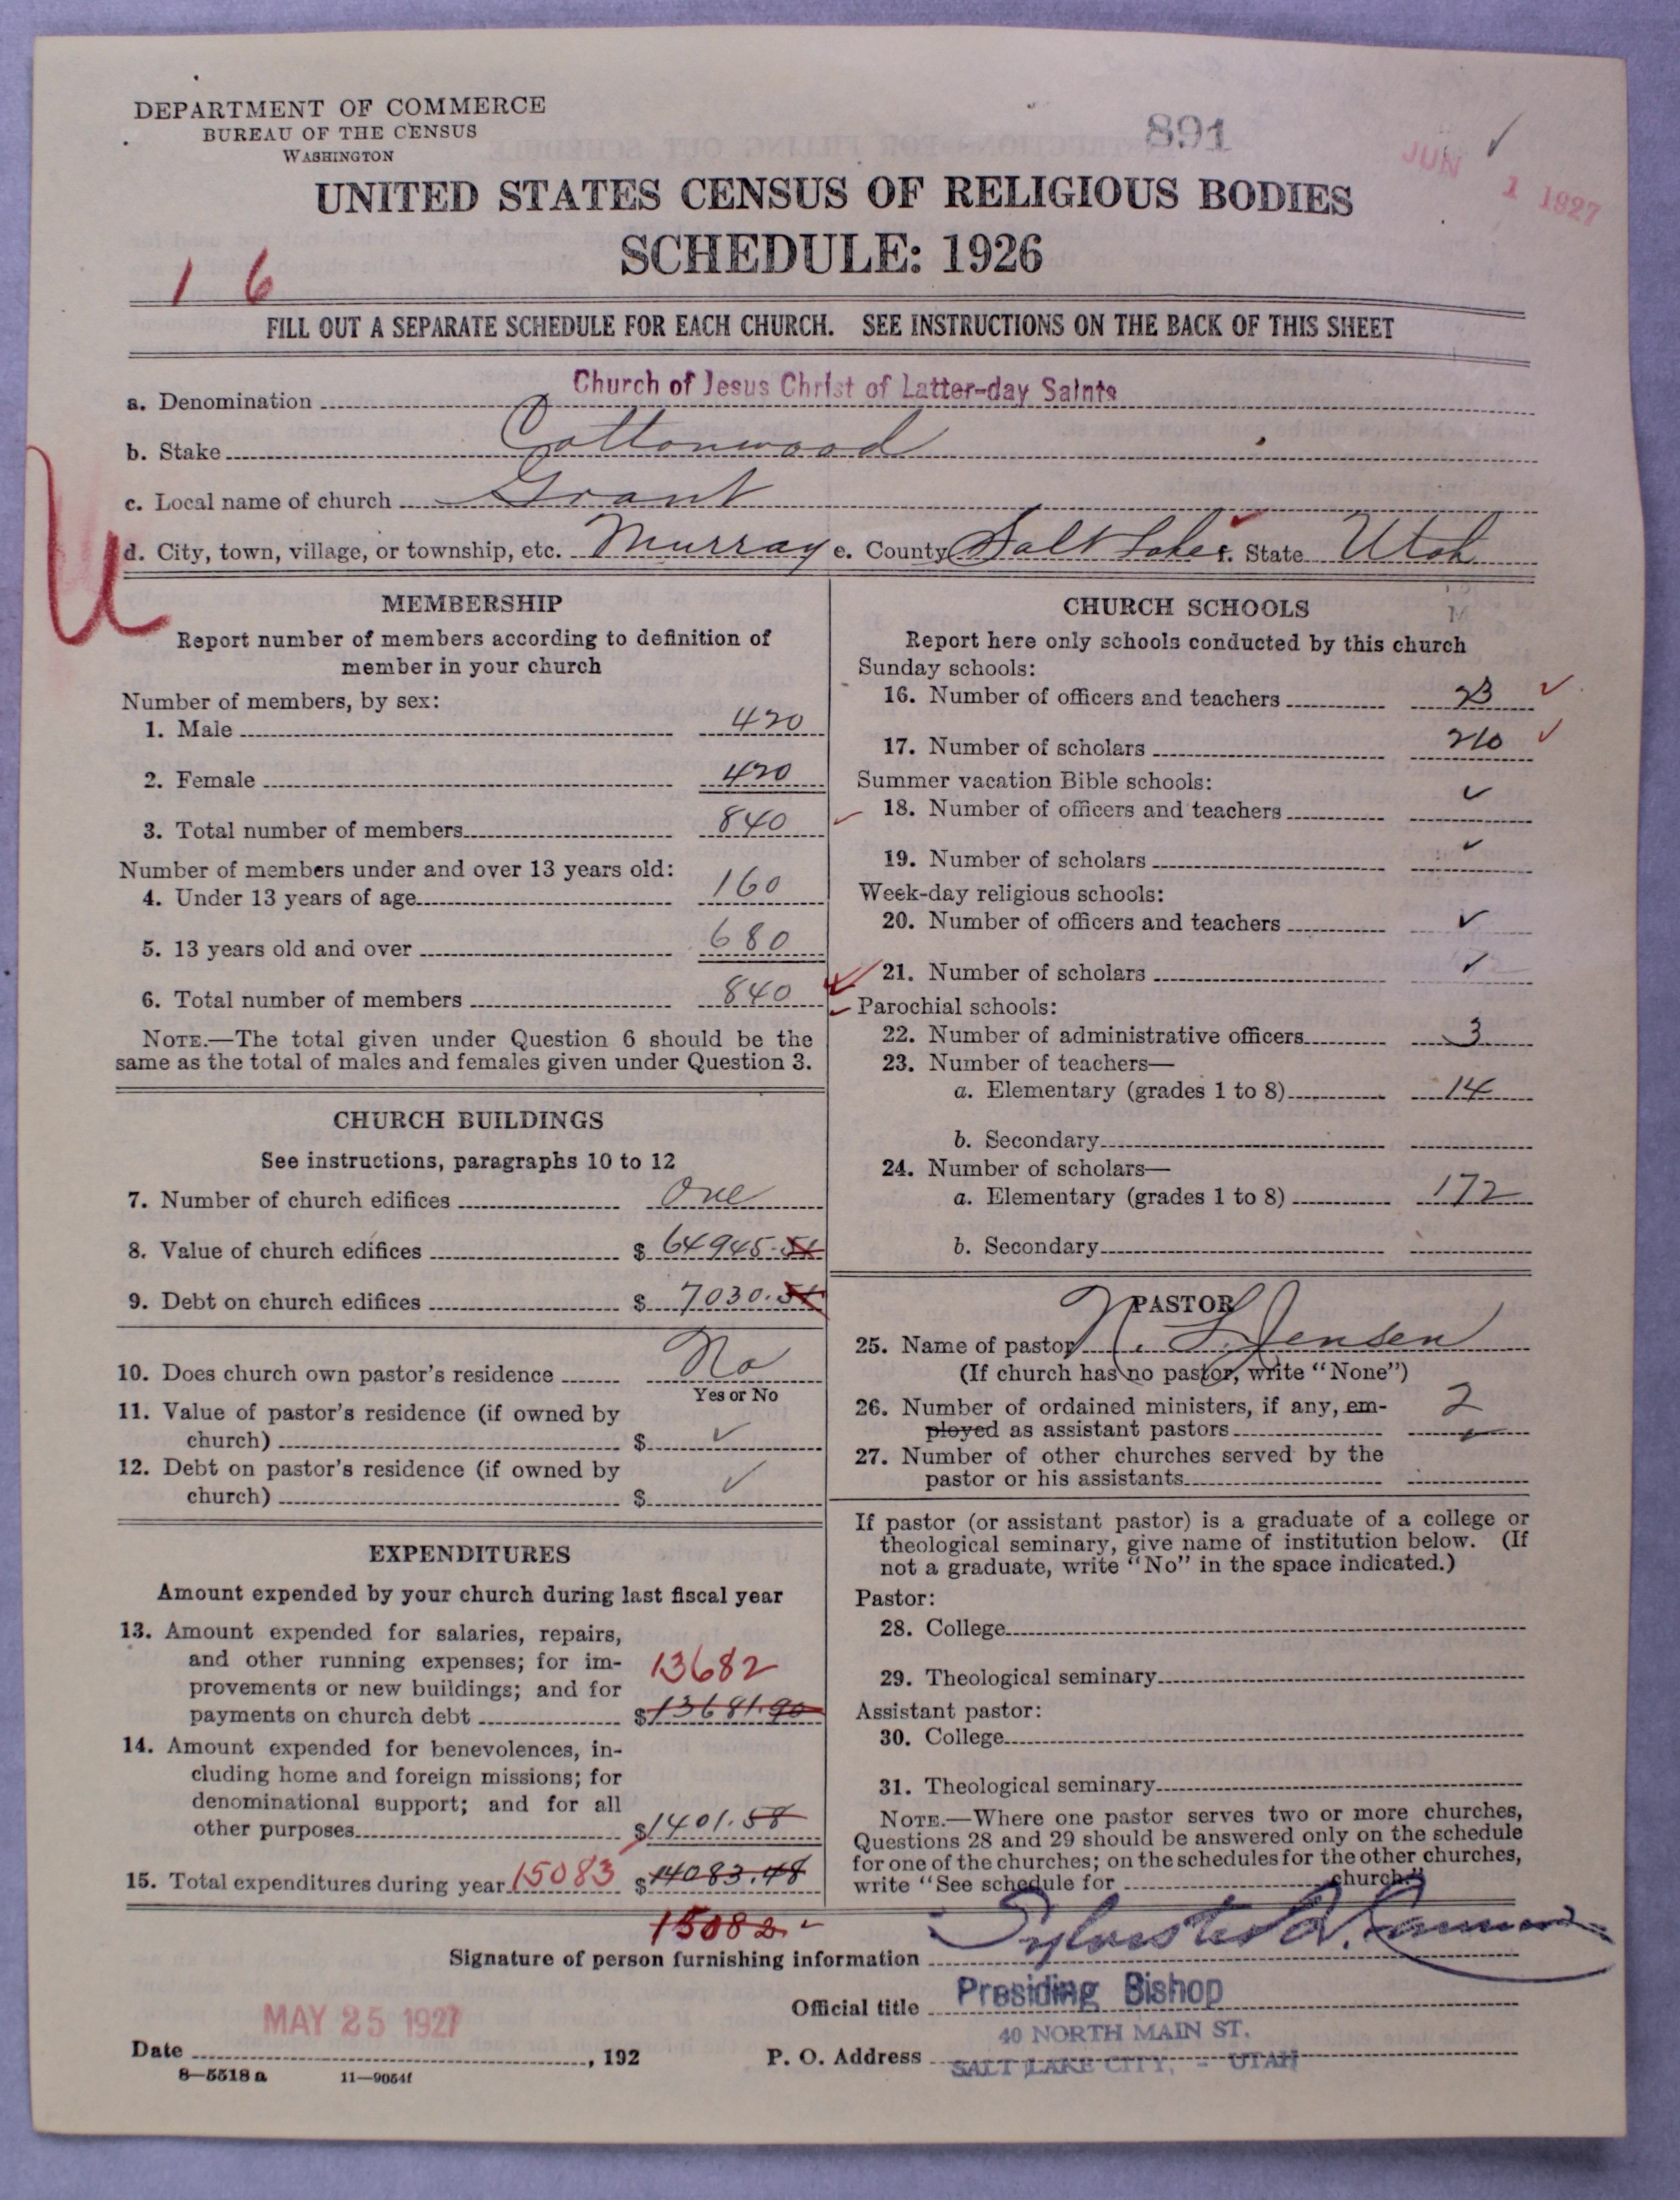 DEPARTMENT OF COMMERCE
BUREAU OF THE CENSUS
WASHINGTON
891
JUN 1 1927
UNITED STATES CENSUS OF RELIGIOUS BODIES
SCHEDULE: 1926
1 6
FILL OUT A SEPARATE SCHEDULE FOR EACH CHURCH. SEE INSTRUCTIONS ON THE BACK OF THIS SHEET
a. Denomination Church of Jesus Christ of Latter-day Saints
b. Stake Cottonwood
c. Local name of church Grant
d. City, town, village, or township, etc. Murray e. County Salt Lake f. State Utah
U
MEMBERSHIP
Report number of members according to definition of
member in your church
Number of members, by sex:
1. Male 420
2. Female 420
3. Total number of members 840
Number of members under and over 13 years old:
4. Under 13 years of age 160
5. 13 years old and over 680
6. Total number of members 840
NOTE.—The total given under Question 6 should be the
same as the total of males and females given under Question 3.
CHURCH BUILDINGS
See instructions, paragraphs 10 to 12
7. Number of church edifices One
8. Value of church edifices $ 64945.51
9. Debt on church edifices $ 7030.51
10. Does church own pastor's residence No
Yes or No
11. Value of pastor's residence (if owned by
church) $ ✓
12. Debt on pastor's residence (if owned by
church) $ ✓
EXPENDITURES
Amount expended by your church during last fiscal year
13. Amount expended for salaries, repairs,
and other running expenses; for im-
provements or new buildings; and for 13682
payments on church debt $13681.90
14. Amount expended for benevolences, in-
cluding home and foreign missions; for
denominational support; and for all
other purposes $1401.58
15. Total expenditures during year 15083 $14083.48
15082
CHURCH SCHOOLS
Report here only schools conducted by this church
Sunday schools:
16. Number of officers and teachers 23
17. Number of scholars 210
Summer vacation Bible schools:
18. Number of officers and teachers ✓
19. Number of scholars ✓
Week-day religious schools:
20. Number of officers and teachers ✓
21. Number of scholars ✓
Parochial schools:
22. Number of administrative officers 3
23. Number of teachers—
a. Elementary (grades 1 to 8) 14
b. Secondary
24. Number of scholars—
a. Elementary (grades 1 to 8) 172
b. Secondary
PASTOR
25. Name of pastor N. L. Jensen
(If church has no pastor, write "None")
26. Number of ordained ministers, if any, em-
ployed as assistant pastors 2
27. Number of other churches served by the
pastor or his assistants
If pastor (or assistant pastor) is a graduate of a college or
theological seminary, give name of institution below. (If
not a graduate, write "No" in the space indicated.)
Pastor:
28. College
29. Theological seminary
Assistant pastor:
30. College
31. Theological seminary
NOTE.—Where one pastor serves two or more churches,
Questions 28 and 29 should be answered only on the schedule
for one of the churches; on the schedules for the other churches,
write "See schedule for church."
Signature of person furnishing information Sylvester Q. Cannon
Official title Presiding Bishop
MAY 25 1927
Date , 192
P. O. Address 40 NORTH MAIN ST.
SALT LAKE CITY, - UTAH
8—5518 a 11—9054f